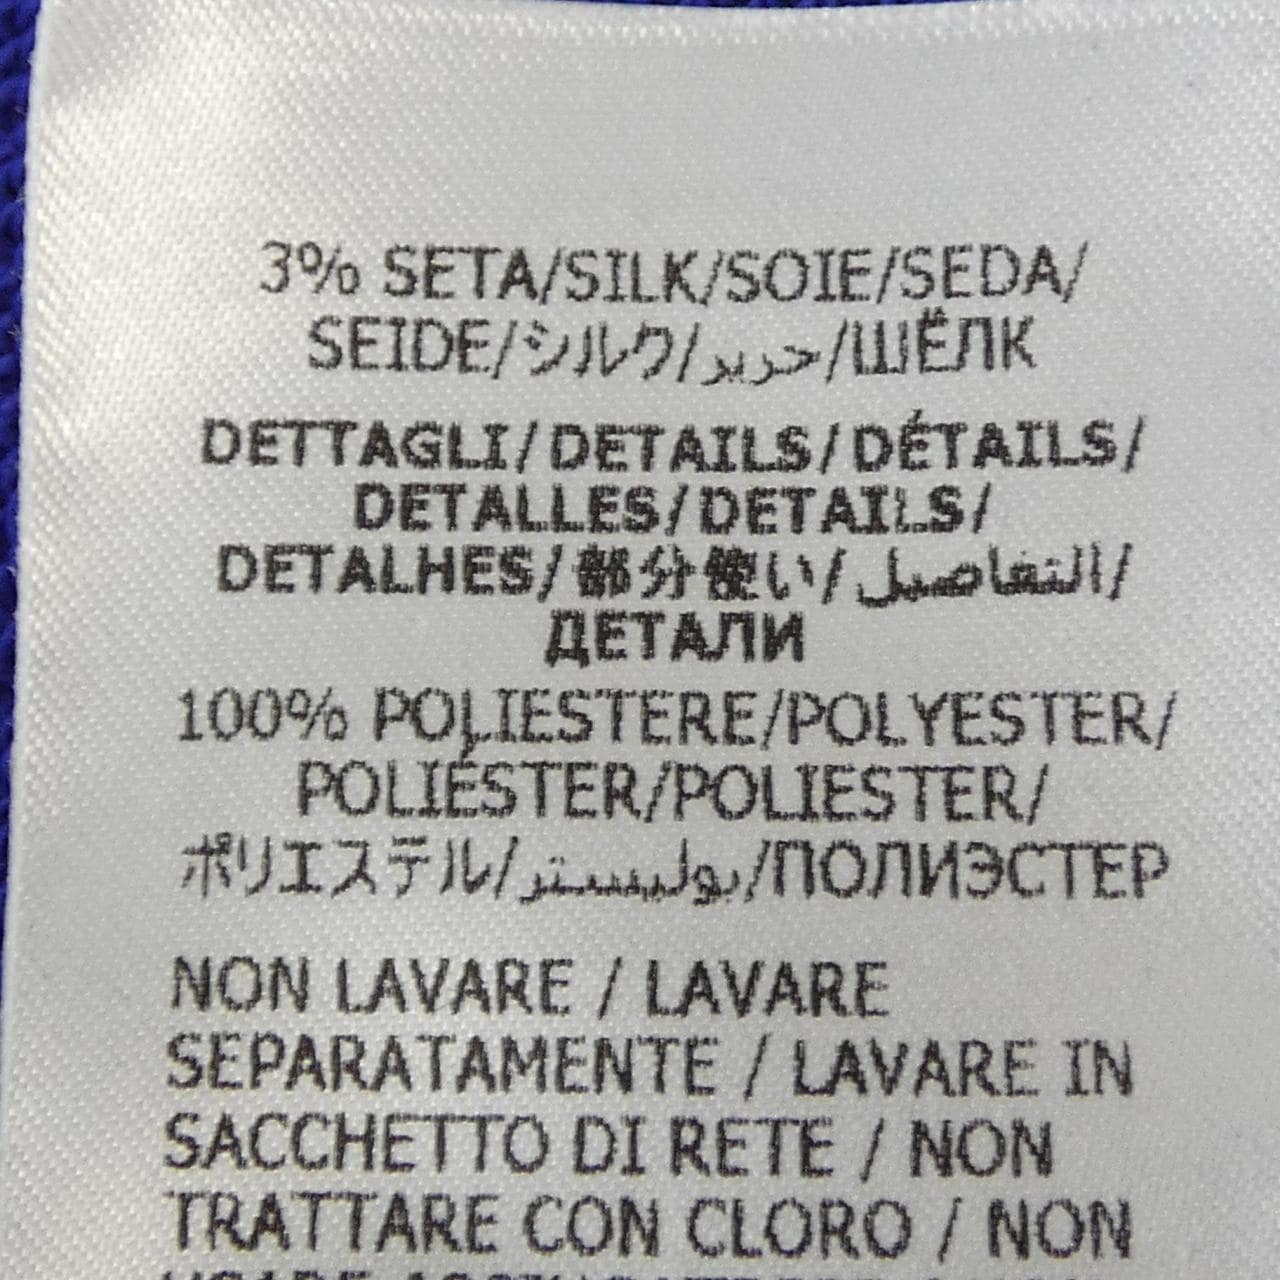 3% SETA/SILK/SOIE/SEDA/
SEIDE/シルク/حرير/ШЁЛК
DETTAGLI/DETAILS/DÉTAILS/
DETALLES/DETAILS/
DETALHES/部分使い/التفاصيل/
ДЕТАЛИ
100% POLIESTERE/POLYESTER/
POLIÉSTER/POLIESTER/
ポリエステル/بوليستر/ПОЛИЭСТЕР
NON LAVARE / LAVARE
SEPARATAMENTE / LAVARE IN
SACCHETTO DI RETE / NON
TRATTARE CON CLORO / NON